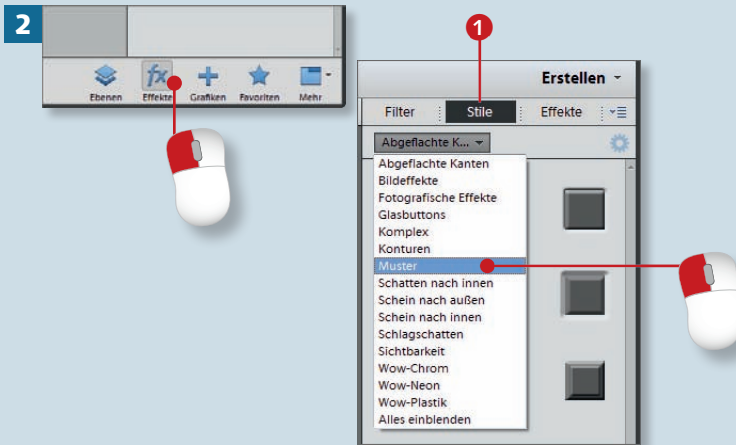 2
Ebenen Effekte Grafiken Favoriten Mehr
1
Erstellen
Filter Stile Effekte
Abgeflachte K...
Abgeflachte Kanten
Bildeffekte
Fotografische Effekte
Glasbuttons
Komplex
Konturen
Muster
Schatten nach innen
Schein nach außen
Schein nach innen
Schlagschatten
Sichtbarkeit
Wow-Chrom
Wow-Neon
Wow-Plastik
Alles einblenden